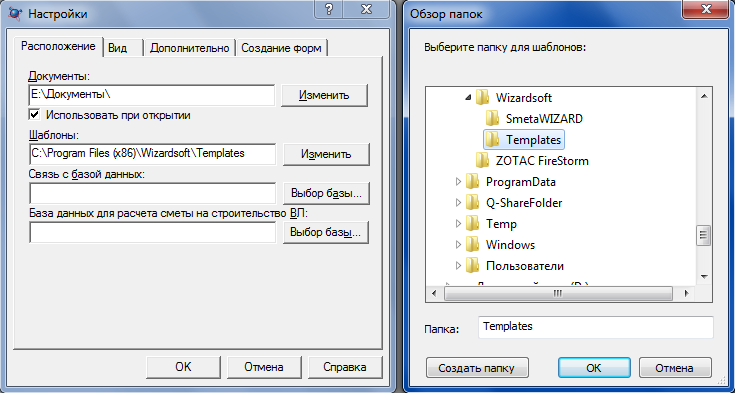 Настройки
Расположение Вид Дополнительно Создание форм
Документы:
E:\Документы\
Изменить
Использовать при открытии
Шаблоны:
C:\Program Files (x86)\Wizardsoft\Templates
Изменить
Связь с базой данных:
Выбор базы...
База данных для расчета сметы на строительство ВЛ:
Выбор базы...
ОК Отмена Справка
Обзор папок
Выберите папку для шаблонов:
Wizardsoft
SmetaWIZARD
Templates
ZOTAC FireStorm
ProgramData
Q-ShareFolder
Temp
Windows
Пользователи
Папка: Templates
Создать папку ОК Отмена